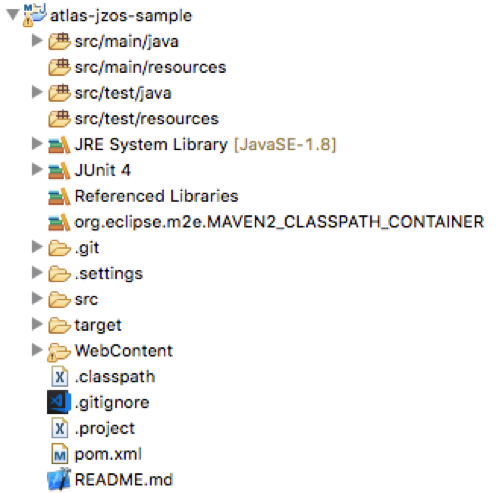 atlas-jzos-sample
src/main/java
src/main/resources
src/test/java
src/test/resources
JRE System Library [JavaSE-1.8]
JUnit 4
Referenced Libraries
org.eclipse.m2e.MAVEN2_CLASSPATH_CONTAINER
.git
.settings
src
target
WebContent
.classpath
.gitignore
.project
pom.xml
README.md